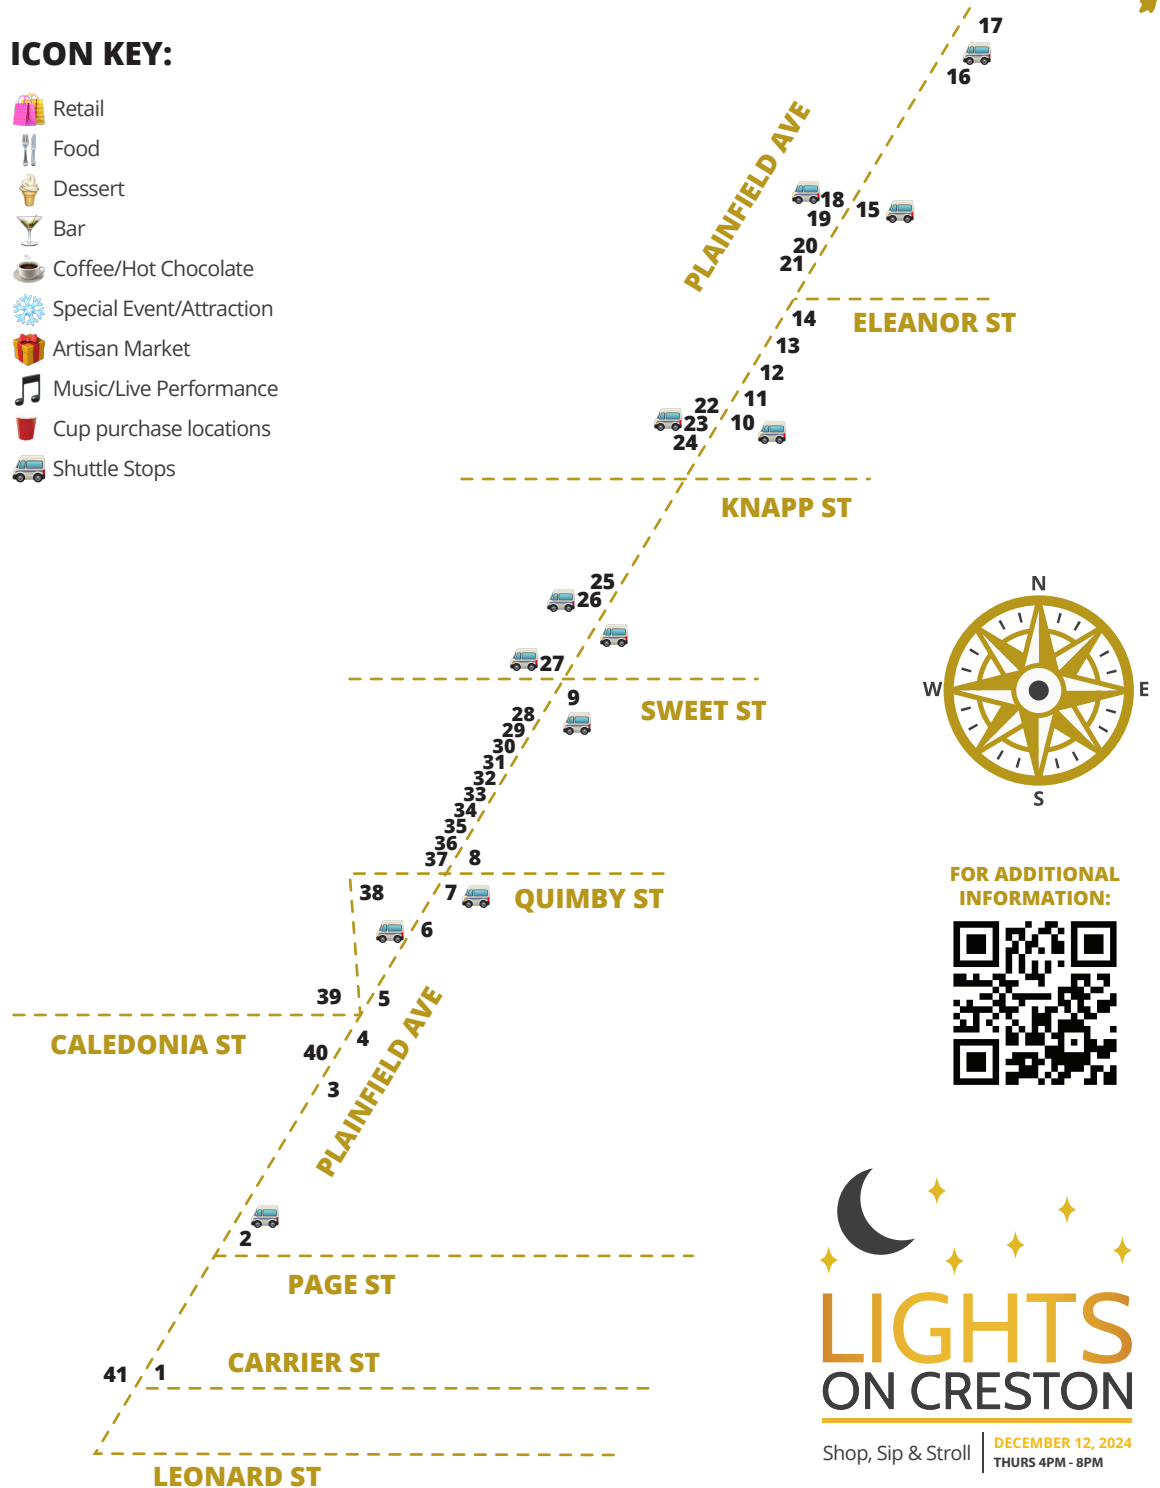 ICON KEY:
Retail
Food
Dessert
Bar
Coffee/Hot Chocolate
Special Event/Attraction
Artisan Market
Music/Live Performance
Cup purchase locations
Shuttle Stops
17
16
PLAINFIELD AVE
18
15
19
20
21
ELEANOR ST
14
13
12
11
22
10
23
24
KNAPP ST
25
26
27
SWEET ST
9
28
29
30
31
32
33
34
35
36
37
8
QUIMBY ST
38
7
6
39
5
CALEDONIA ST
4
40
3
PLAINFIELD AVE
2
PAGE ST
CARRIER ST
41
1
LEONARD ST
N
W
E
S
FOR ADDITIONAL
INFORMATION:
LIGHTS
ON CRESTON
Shop, Sip & Stroll
DECEMBER 12, 2024
THURS 4PM - 8PM